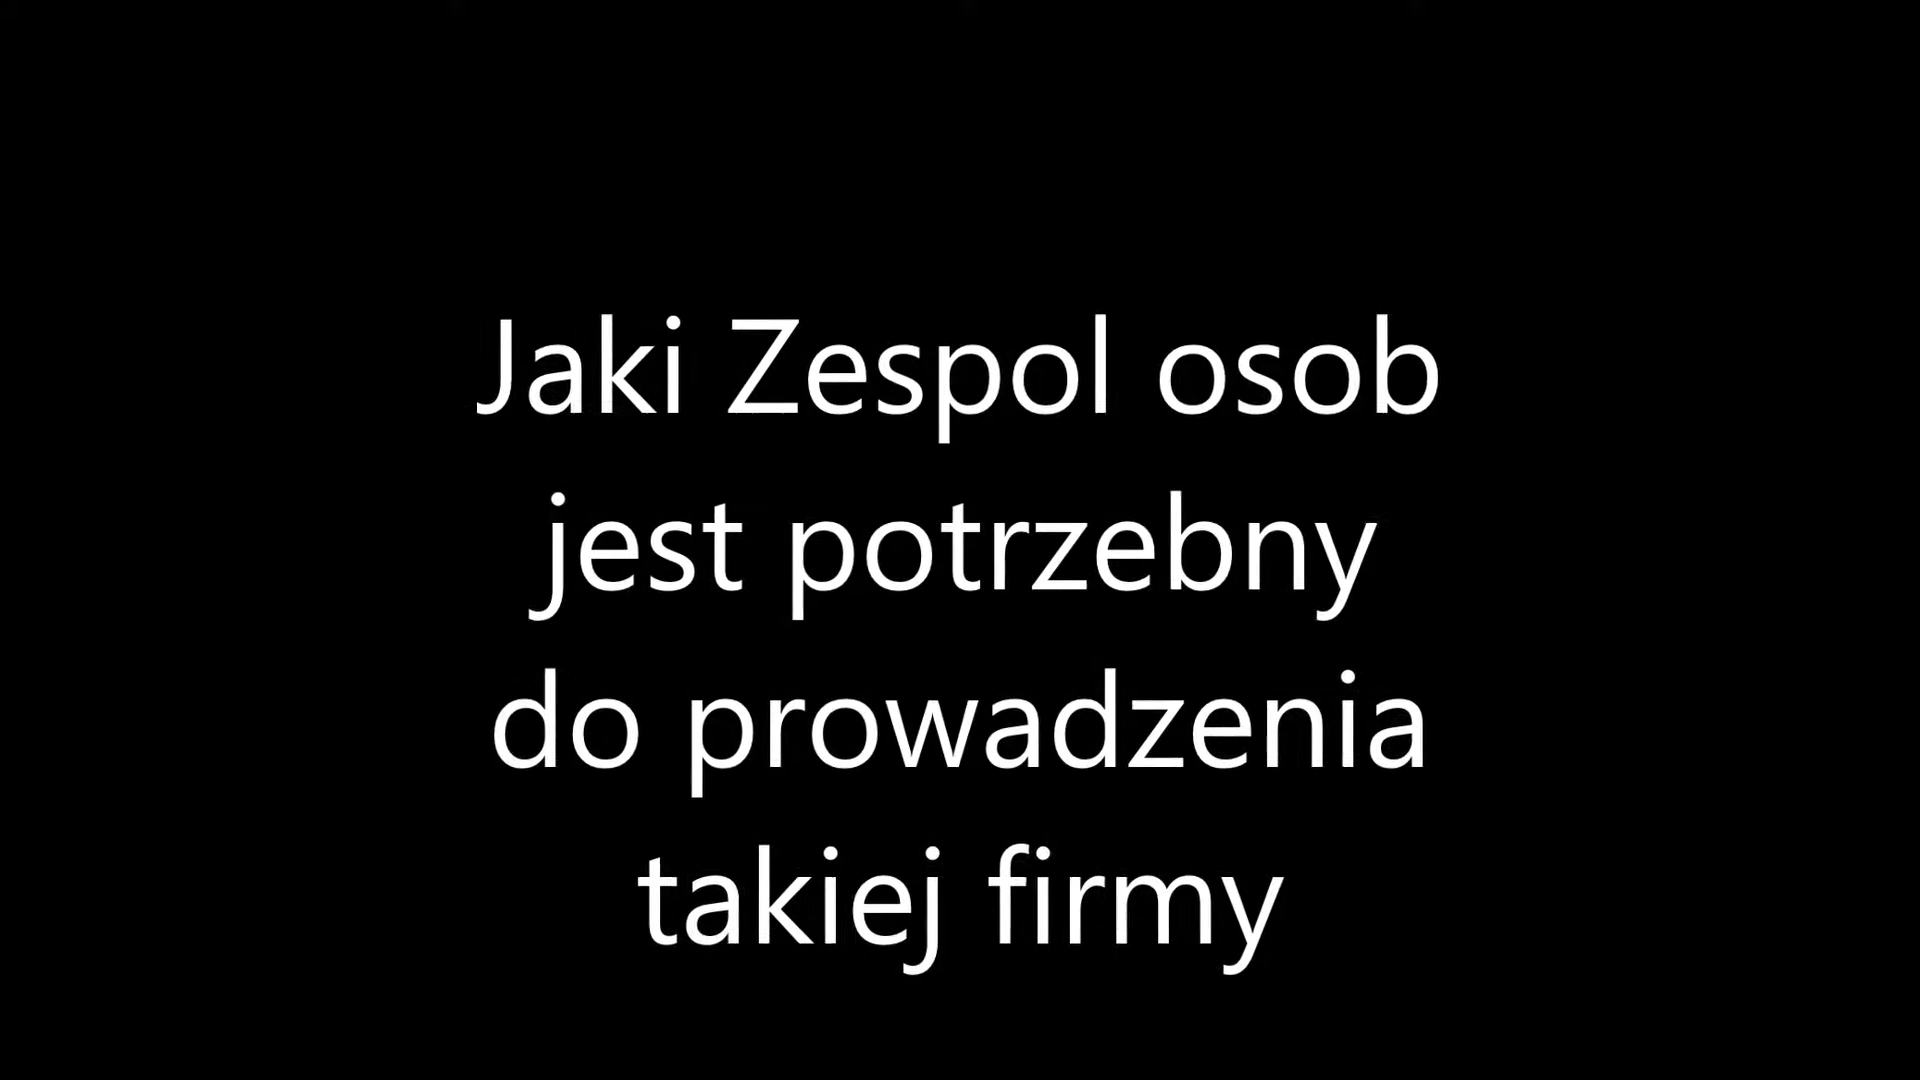 Jaki Zespol osob
jest potrzebny
do prowadzenia
takiej firmy